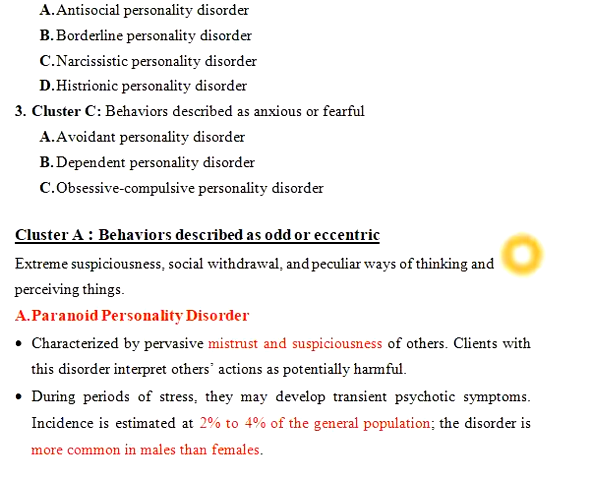 A. Antisocial personality disorder
B. Borderline personality disorder
C. Narcissistic personality disorder
D. Histrionic personality disorder
3. Cluster C: Behaviors described as anxious or fearful
A. Avoidant personality disorder
B. Dependent personality disorder
C. Obsessive-compulsive personality disorder
Cluster A : Behaviors described as odd or eccentric
Extreme suspiciousness, social withdrawal, and peculiar ways of thinking and
perceiving things.
A. Paranoid Personality Disorder
• Characterized by pervasive mistrust and suspiciousness of others. Clients with
this disorder interpret others’ actions as potentially harmful.
• During periods of stress, they may develop transient psychotic symptoms.
Incidence is estimated at 2% to 4% of the general population; the disorder is
more common in males than females.